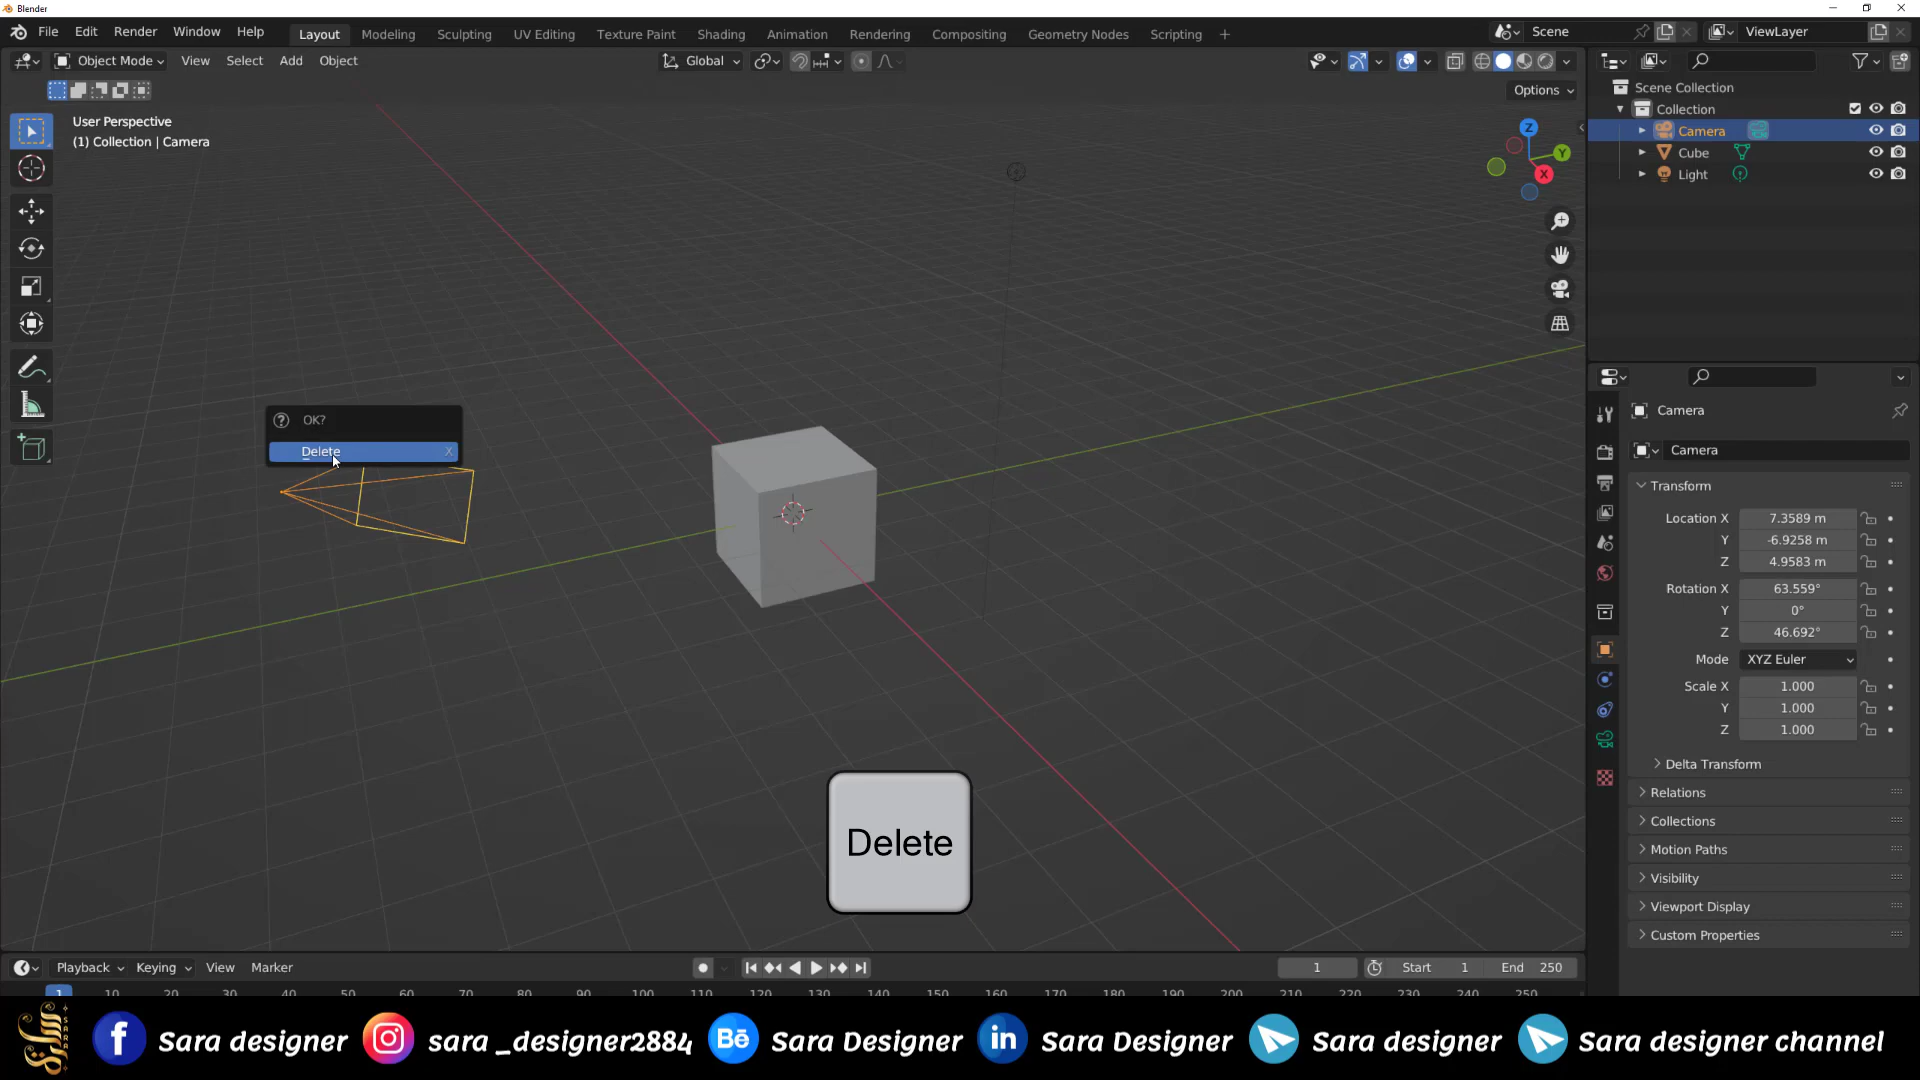 Blender
File Edit Render Window Help
Layout Modeling Sculpting UV Editing Texture Paint Shading Animation Rendering Compositing Geometry Nodes Scripting +
Scene ViewLayer
Object Mode View Select Add Object
Global
Options
User Perspective
(1) Collection | Camera
Z
Y
X
Scene Collection
Collection
Camera
Cube
Light
OK?
Delete X
Camera
Camera
Transform
Location X 7.3589 m
Y -6.9258 m
Z 4.9583 m
Rotation X 63.559°
Y 0°
Z 46.692°
Mode XYZ Euler
Scale X 1.000
Y 1.000
Z 1.000
Delta Transform
Relations
Collections
Motion Paths
Visibility
Viewport Display
Custom Properties
Delete
Playback Keying View Marker
1 Start 1 End 250
1 10 20 30 40 50 60 70 80 90 100 110 120 130 140 150 160 170 180 190 200 210 220 230 240 250
Sara designer sara _designer2884 Bē Sara Designer in Sara Designer Sara designer Sara designer channel